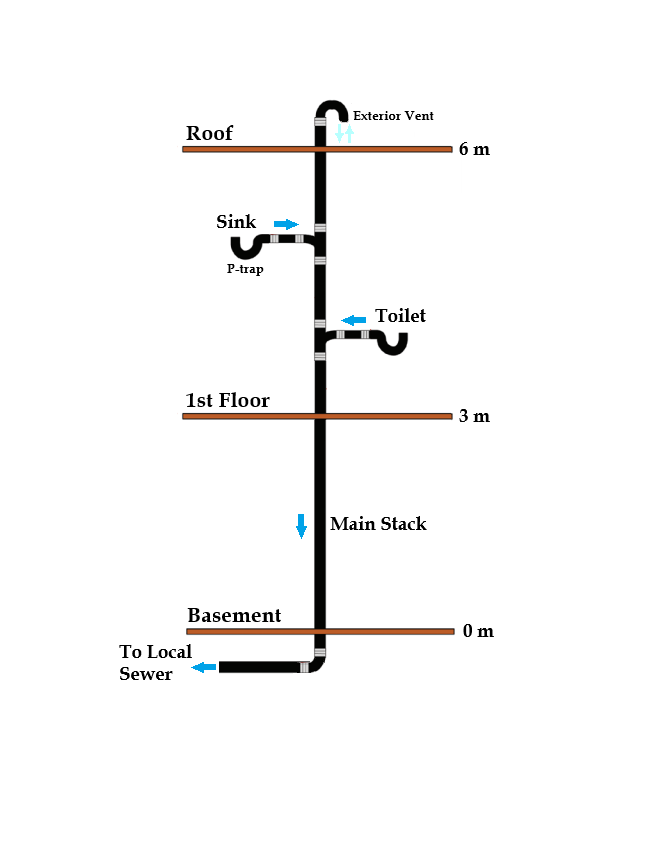 Exterior Vent
Roof
6 m
Sink
P-trap
Toilet
1st Floor
3 m
Main Stack
Basement
0 m
To Local
Sewer